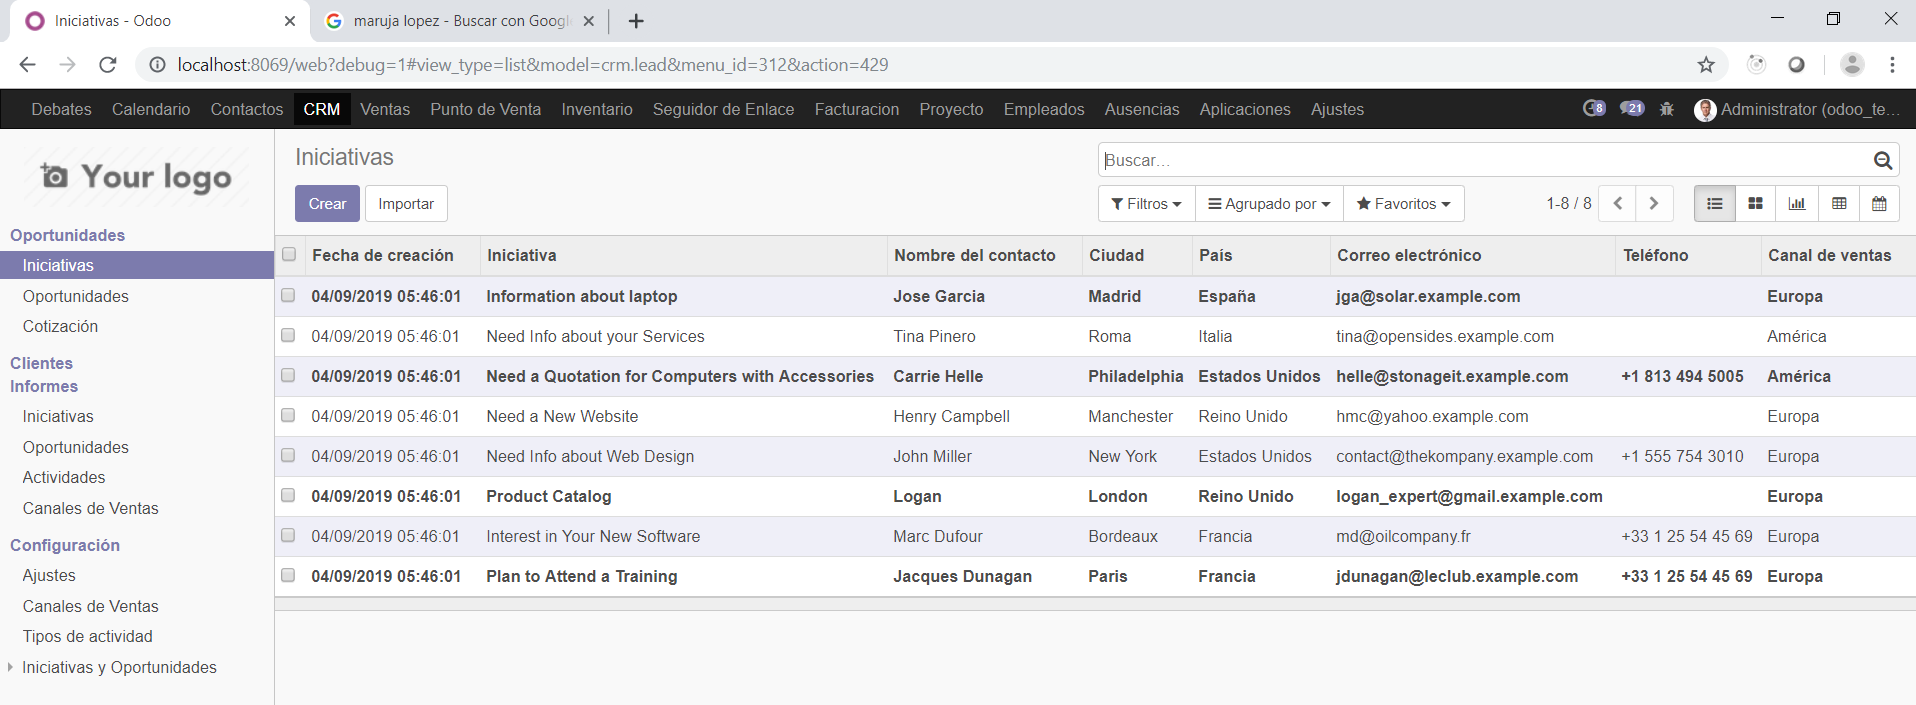 Iniciativas - Odoo
maruja lopez - Buscar con Google
localhost:8069/web?debug=1#view_type=list&model=crm.lead&menu_id=312&action=429
Debates Calendario Contactos CRM Ventas Punto de Venta Inventario Seguidor de Enlace Facturacion Proyecto Empleados Ausencias Aplicaciones Ajustes 8 21 Administrator (odoo_te...
Your logo
Oportunidades
Iniciativas
Oportunidades
Cotización
Clientes
Informes
Iniciativas
Oportunidades
Actividades
Canales de Ventas
Configuración
Ajustes
Canales de Ventas
Tipos de actividad
Iniciativas y Oportunidades
Iniciativas
Buscar...
Crear Importar
Filtros Agrupado por Favoritos 1-8 / 8
Fecha de creación Iniciativa Nombre del contacto Ciudad País Correo electrónico Teléfono Canal de ventas
04/09/2019 05:46:01 Information about laptop Jose Garcia Madrid España jga@solar.example.com Europa
04/09/2019 05:46:01 Need Info about your Services Tina Pinero Roma Italia tina@opensides.example.com América
04/09/2019 05:46:01 Need a Quotation for Computers with Accessories Carrie Helle Philadelphia Estados Unidos helle@stonageit.example.com +1 813 494 5005 América
04/09/2019 05:46:01 Need a New Website Henry Campbell Manchester Reino Unido hmc@yahoo.example.com Europa
04/09/2019 05:46:01 Need Info about Web Design John Miller New York Estados Unidos contact@thekompany.example.com +1 555 754 3010 Europa
04/09/2019 05:46:01 Product Catalog Logan London Reino Unido logan_expert@gmail.example.com Europa
04/09/2019 05:46:01 Interest in Your New Software Marc Dufour Bordeaux Francia md@oilcompany.fr +33 1 25 54 45 69 Europa
04/09/2019 05:46:01 Plan to Attend a Training Jacques Dunagan Paris Francia jdunagan@leclub.example.com +33 1 25 54 45 69 Europa